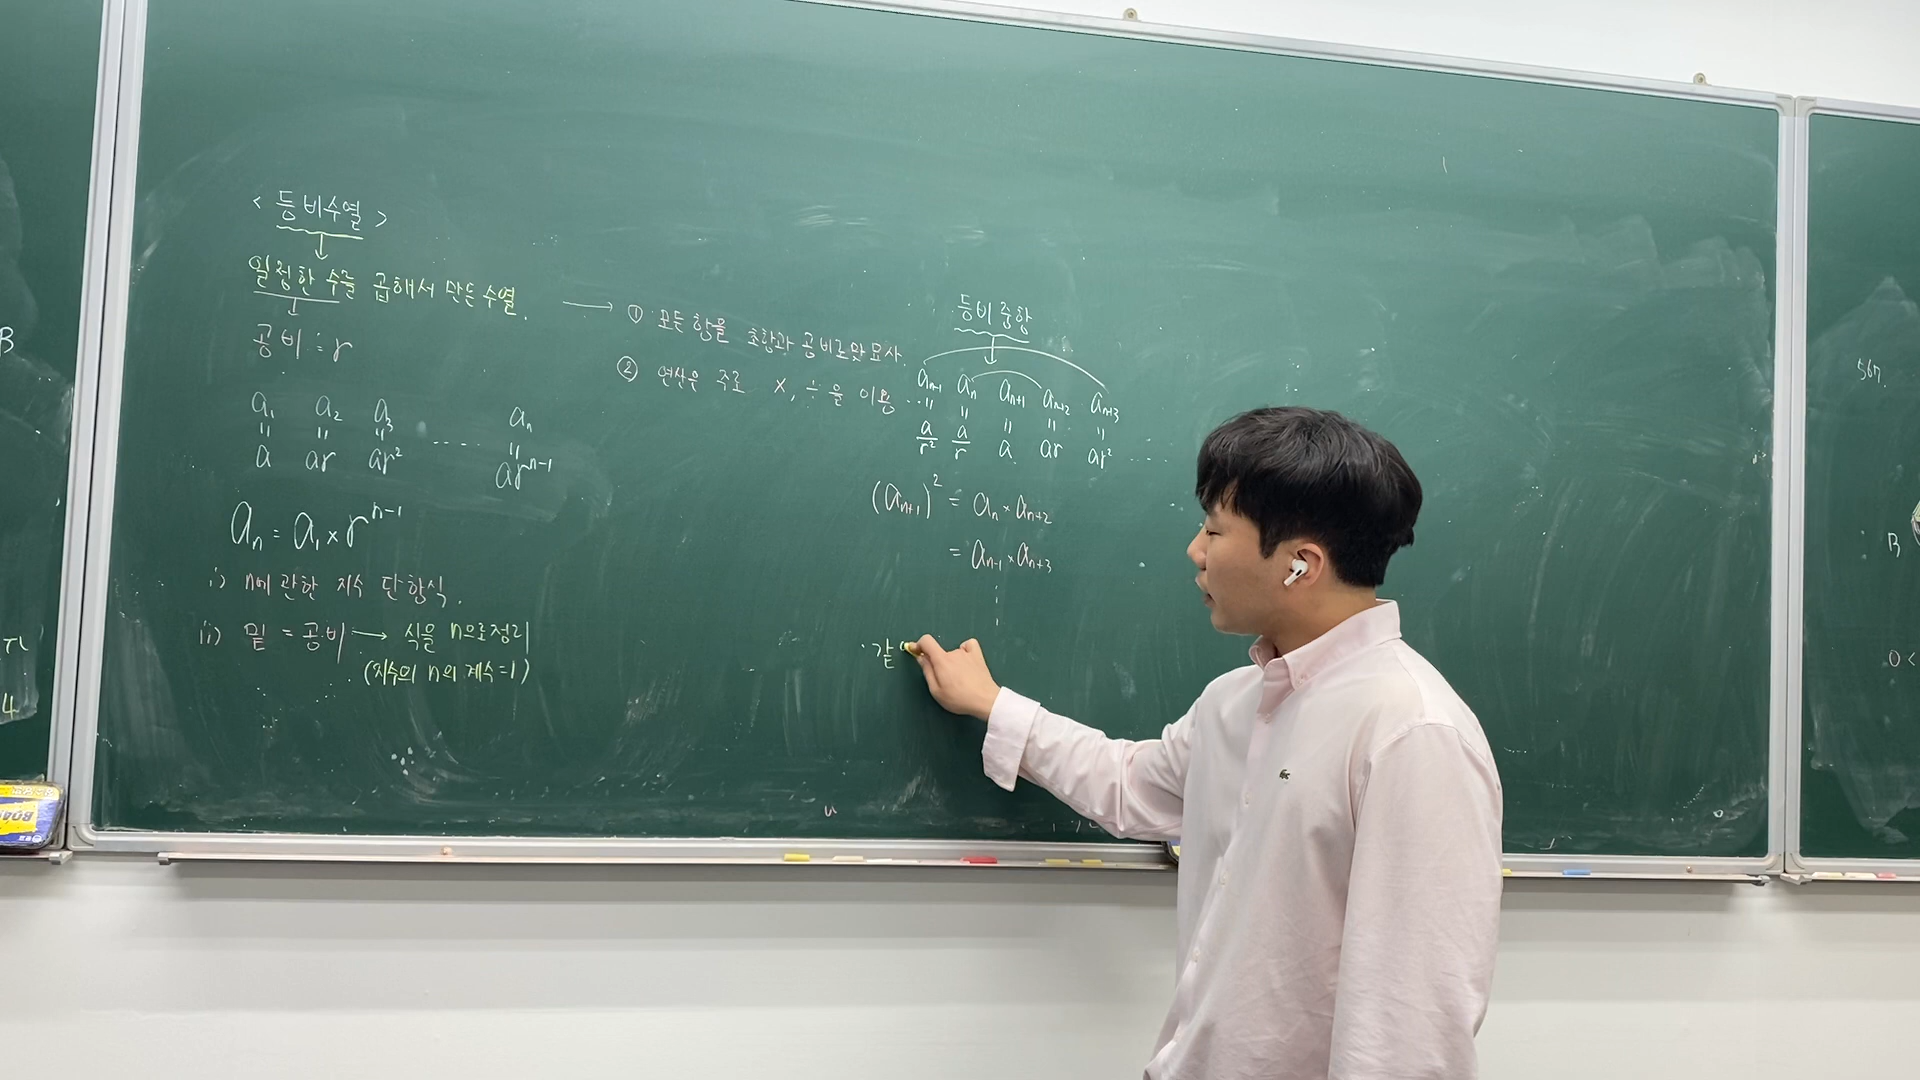 < 등비수열 >
일정한 수를 곱해서 만든 수열.
공비 : r
a₁ a₂ a₃ ····· aₙ
" " " "
a ar ar² arⁿ⁻¹
aₙ = a₁ × rⁿ⁻¹
i) n에 관한 지수 단항식.
ii) 밑 = 공비 → 식을 n으로 정리
(지수의 n의 계수=1)
→ ① 모든 항을 초항과 공비로만 묘사.
② 연산은 주로 ×, ÷을 이용
등비중항
aₙ₋₁ aₙ aₙ₊₁ aₙ₊₂ aₙ₊₃
··· " " " " "
a/r² a/r a ar ar² ····
(aₙ₊₁)² = aₙ × aₙ₊₂
= aₙ₋₁ × aₙ₊₃
같
B
π
4
567.
B
0 <